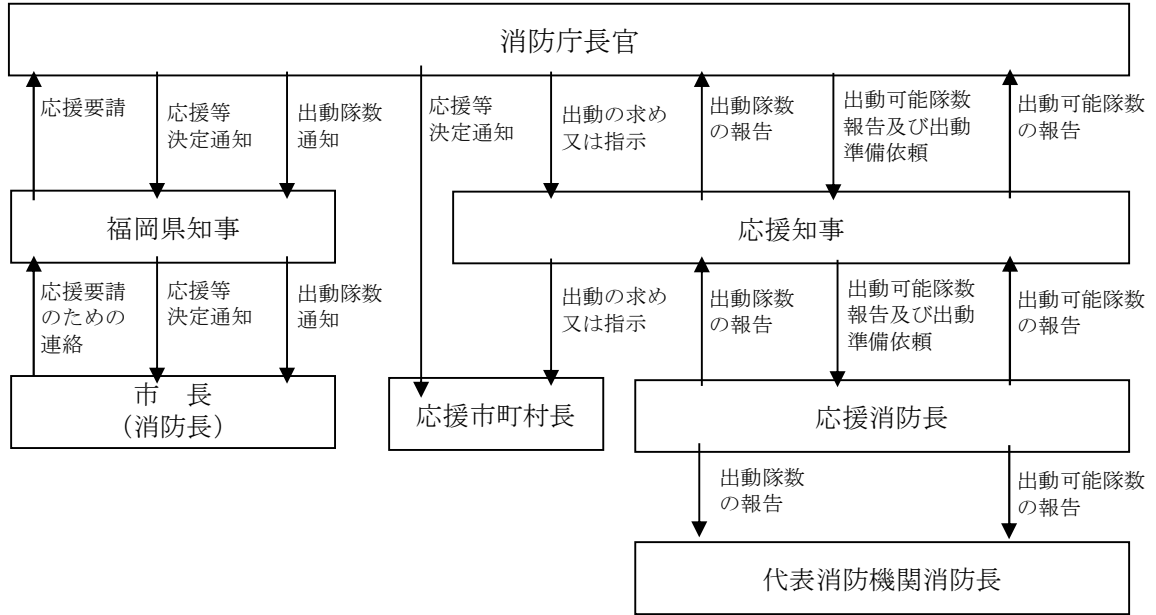 消防庁長官
応援要請
応援等
決定通知
出動隊数
通知
応援等
決定通知
出動の求め
又は指示
出動隊数
の報告
出動可能隊数
報告及び出動
準備依頼
出動可能隊数
の報告
福岡県知事
応援知事
応援要請
のための
連絡
応援等
決定通知
出動隊数
通知
出動の求め
又は指示
出動隊数
の報告
出動可能隊数
報告及び出動
準備依頼
出動可能隊数
の報告
市 長
（消防長）
応援市町村長
応援消防長
出動隊数
の報告
出動可能隊数
の報告
代表消防機関消防長